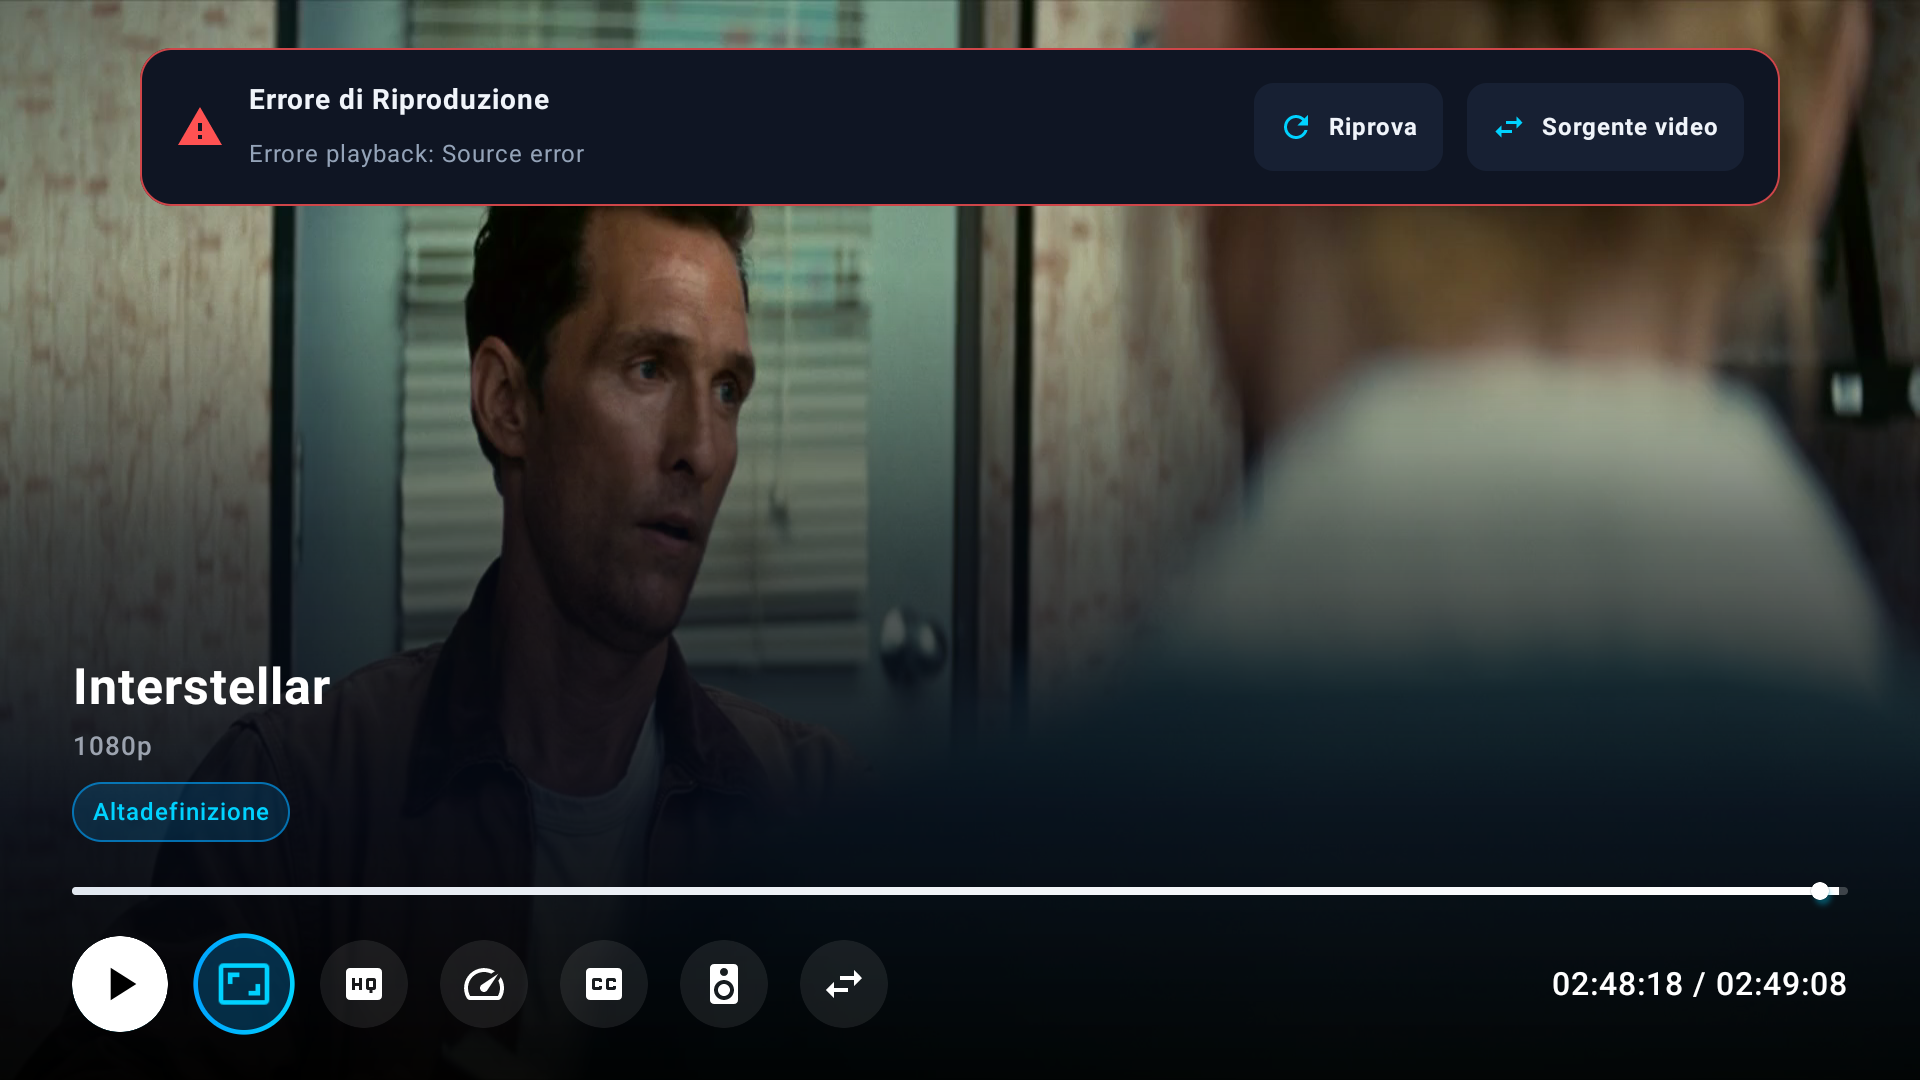 Errore di Riproduzione
Errore playback: Source error
Riprova
Sorgente video
Interstellar
1080p
Altadefinizione
HQ
CC
02:48:18 / 02:49:08